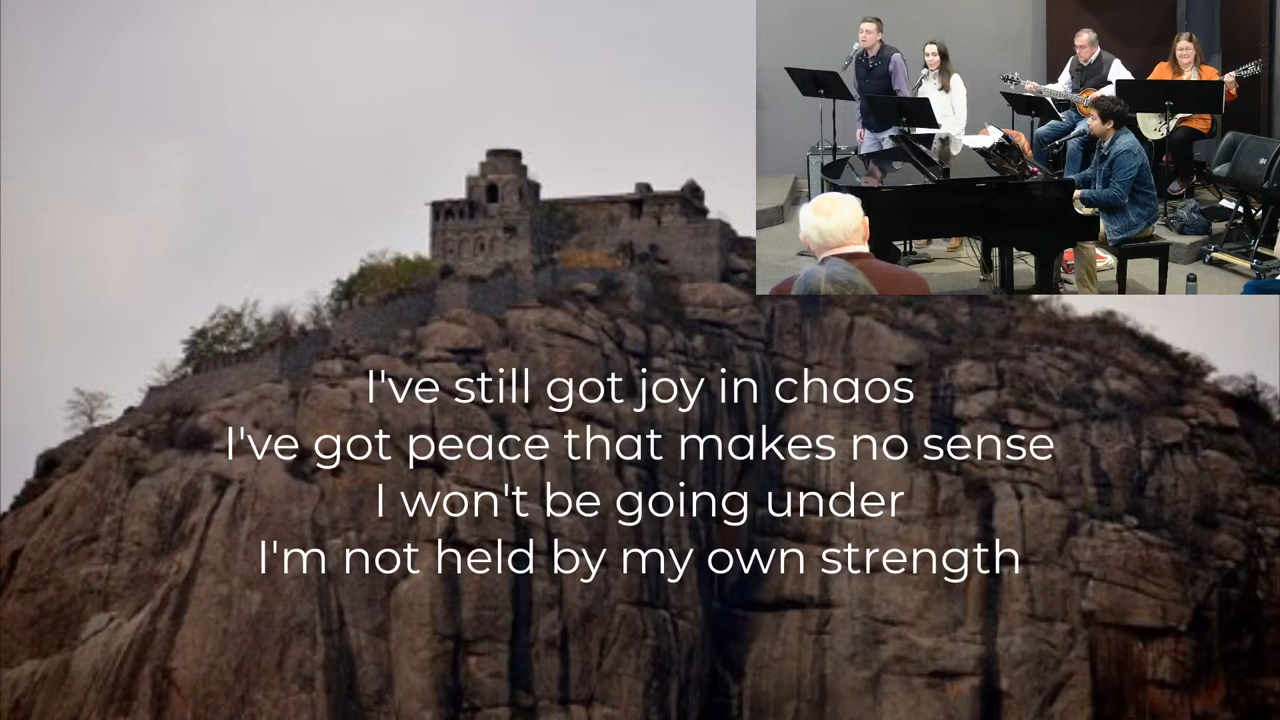 I've still got joy in chaos
I've got peace that makes no sense
I won't be going under
I'm not held by my own strength